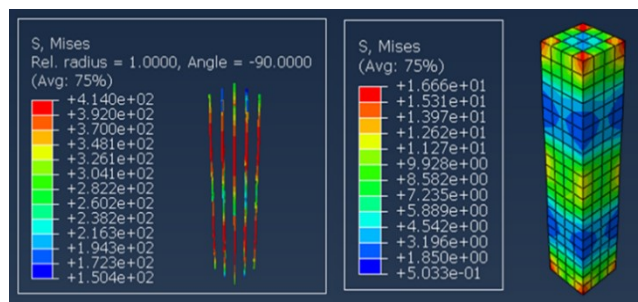 S, Mises
Rel. radius = 1.0000, Angle = -90.0000
(Avg: 75%)
+4.140e+02
+3.920e+02
+3.700e+02
+3.481e+02
+3.261e+02
+3.041e+02
+2.822e+02
+2.602e+02
+2.382e+02
+2.163e+02
+1.943e+02
+1.723e+02
+1.504e+02
S, Mises
(Avg: 75%)
+1.666e+01
+1.531e+01
+1.397e+01
+1.262e+01
+1.127e+01
+9.928e+00
+8.582e+00
+7.235e+00
+5.889e+00
+4.542e+00
+3.196e+00
+1.850e+00
+5.033e-01